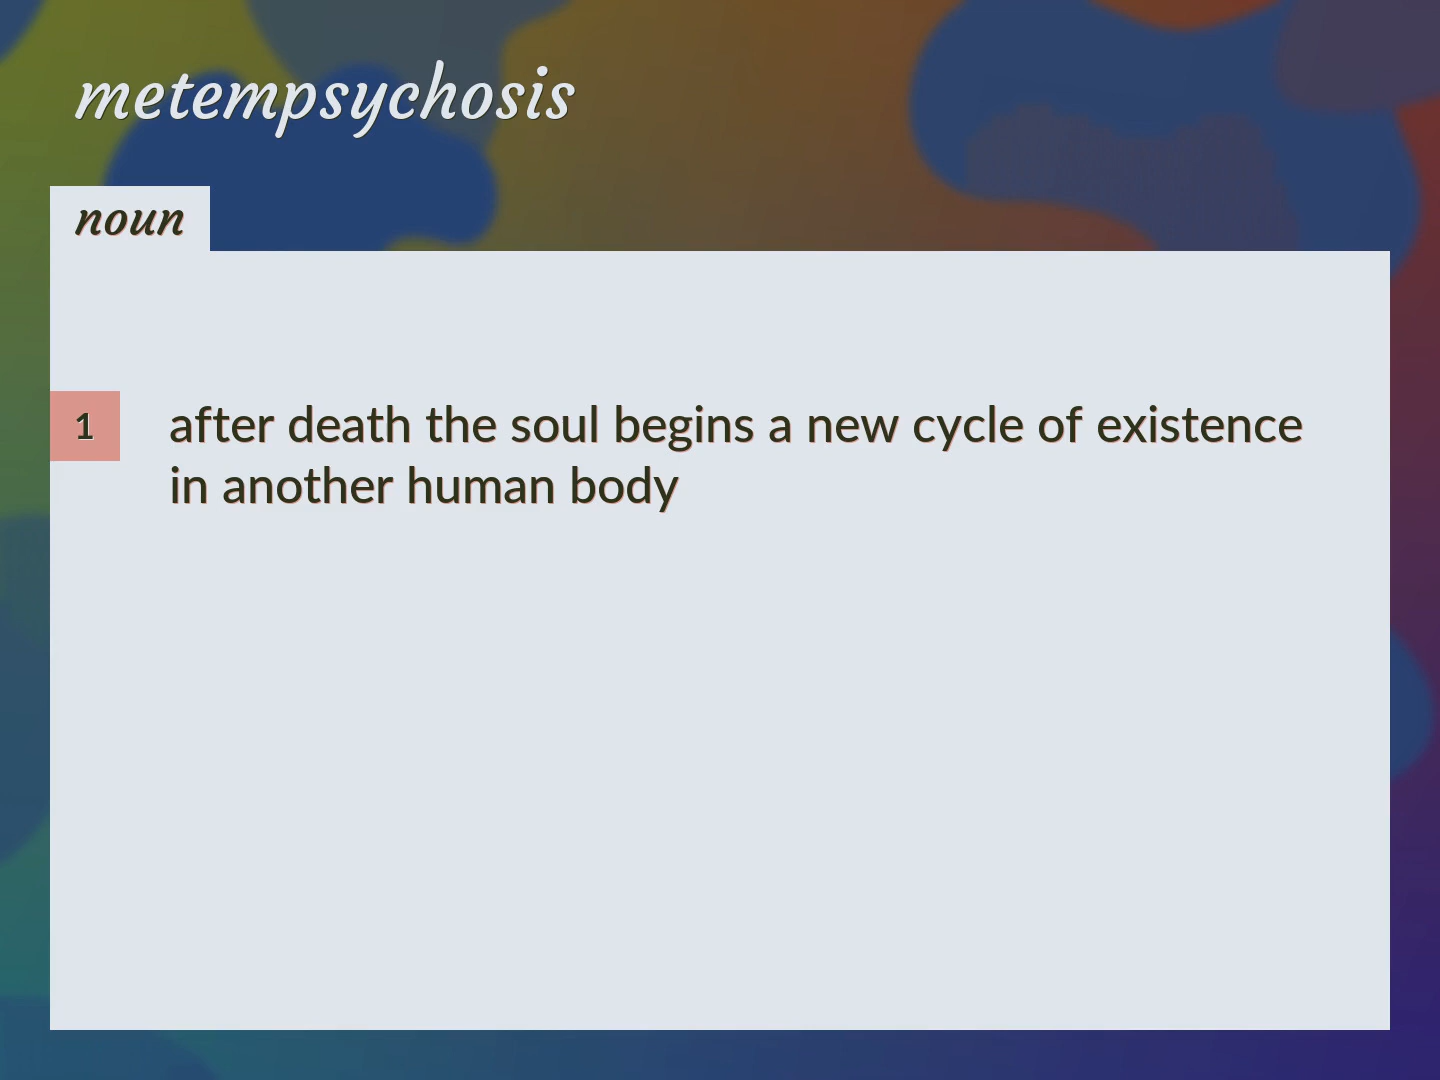 metempsychosis
noun
1 after death the soul begins a new cycle of existence
in another human body